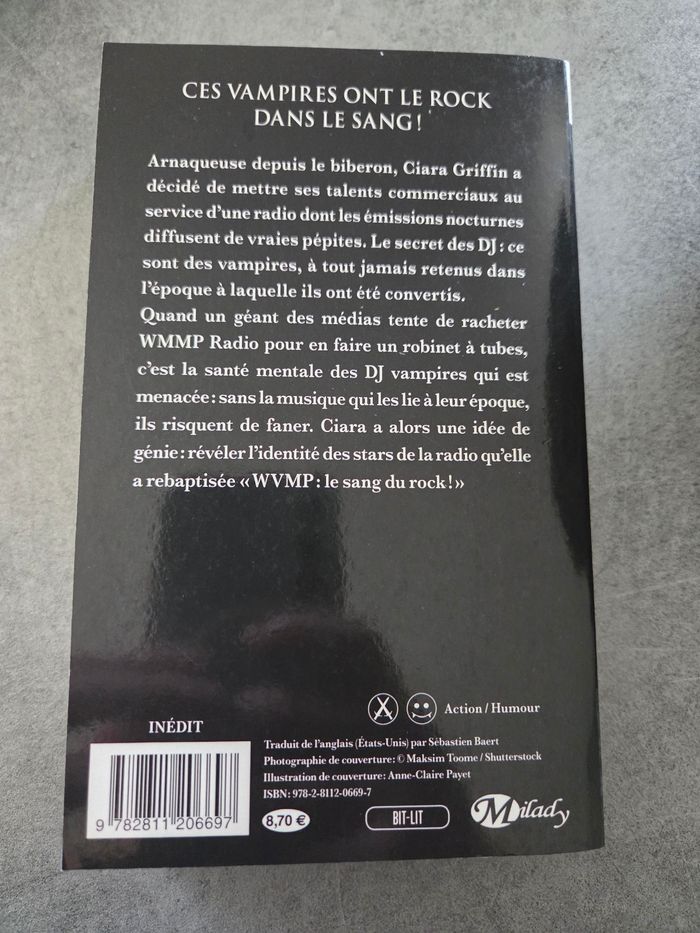 CES VAMPIRES ONT LE ROCK
DANS LE SANG !
Arnaqueuse depuis le biberon, Ciara Griffin a
décidé de mettre ses talents commerciaux au
service d’une radio dont les émissions nocturnes
diffusent de vraies pépites. Le secret des DJ : ce
sont des vampires, à tout jamais retenus dans
l’époque à laquelle ils ont été convertis.
Quand un géant des médias tente de racheter
WMMP Radio pour en faire un robinet à tubes,
c’est la santé mentale des DJ vampires qui est
menacée : sans la musique qui les lie à leur époque,
ils risquent de faner. Ciara a alors une idée de
génie : révéler l’identité des stars de la radio qu’elle
a rebaptisée « WVMP : le sang du rock ! »
Action / Humour
INÉDIT
Traduit de l’anglais (États-Unis) par Sébastien Baert
Photographie de couverture : © Maksim Toome / Shutterstock
Illustration de couverture : Anne-Claire Payet
ISBN : 978-2-8112-0669-7
9 782811 206697
8,70 €
BIT-LIT
Milady